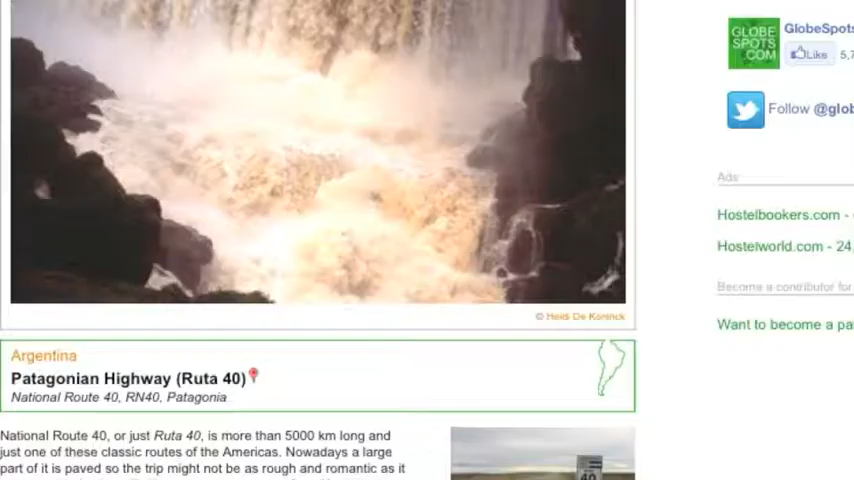 GLOBE SPOTS .COM
GlobeSpots
Like 5,7
Follow @glob
Ads
Hostelbookers.com -
Hostelworld.com - 24
Become a contributor for
Want to become a pa
© Heidi De Koninck
Argentina
Patagonian Highway (Ruta 40)
National Route 40, RN40, Patagonia
National Route 40, or just Ruta 40, is more than 5000 km long and
just one of these classic routes of the Americas. Nowadays a large
part of it is paved so the trip might not be as rough and romantic as it
40